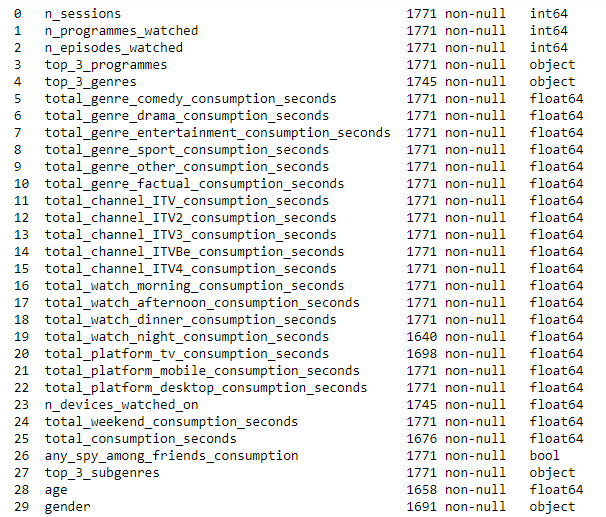 0 n_sessions 1771 non-null int64
1 n_programmes_watched 1771 non-null int64
2 n_episodes_watched 1771 non-null int64
3 top_3_programmes 1771 non-null object
4 top_3_genres 1745 non-null object
5 total_genre_comedy_consumption_seconds 1771 non-null float64
6 total_genre_drama_consumption_seconds 1771 non-null float64
7 total_genre_entertainment_consumption_seconds 1771 non-null float64
8 total_genre_sport_consumption_seconds 1771 non-null float64
9 total_genre_other_consumption_seconds 1771 non-null float64
10 total_genre_factual_consumption_seconds 1771 non-null float64
11 total_channel_ITV_consumption_seconds 1771 non-null float64
12 total_channel_ITV2_consumption_seconds 1771 non-null float64
13 total_channel_ITV3_consumption_seconds 1771 non-null float64
14 total_channel_ITVBe_consumption_seconds 1771 non-null float64
15 total_channel_ITV4_consumption_seconds 1771 non-null float64
16 total_watch_morning_consumption_seconds 1771 non-null float64
17 total_watch_afternoon_consumption_seconds 1771 non-null float64
18 total_watch_dinner_consumption_seconds 1771 non-null float64
19 total_watch_night_consumption_seconds 1640 non-null float64
20 total_platform_tv_consumption_seconds 1698 non-null float64
21 total_platform_mobile_consumption_seconds 1771 non-null float64
22 total_platform_desktop_consumption_seconds 1771 non-null float64
23 n_devices_watched_on 1745 non-null float64
24 total_weekend_consumption_seconds 1771 non-null float64
25 total_consumption_seconds 1676 non-null float64
26 any_spy_among_friends_consumption 1771 non-null bool
27 top_3_subgenres 1771 non-null object
28 age 1658 non-null float64
29 gender 1691 non-null object